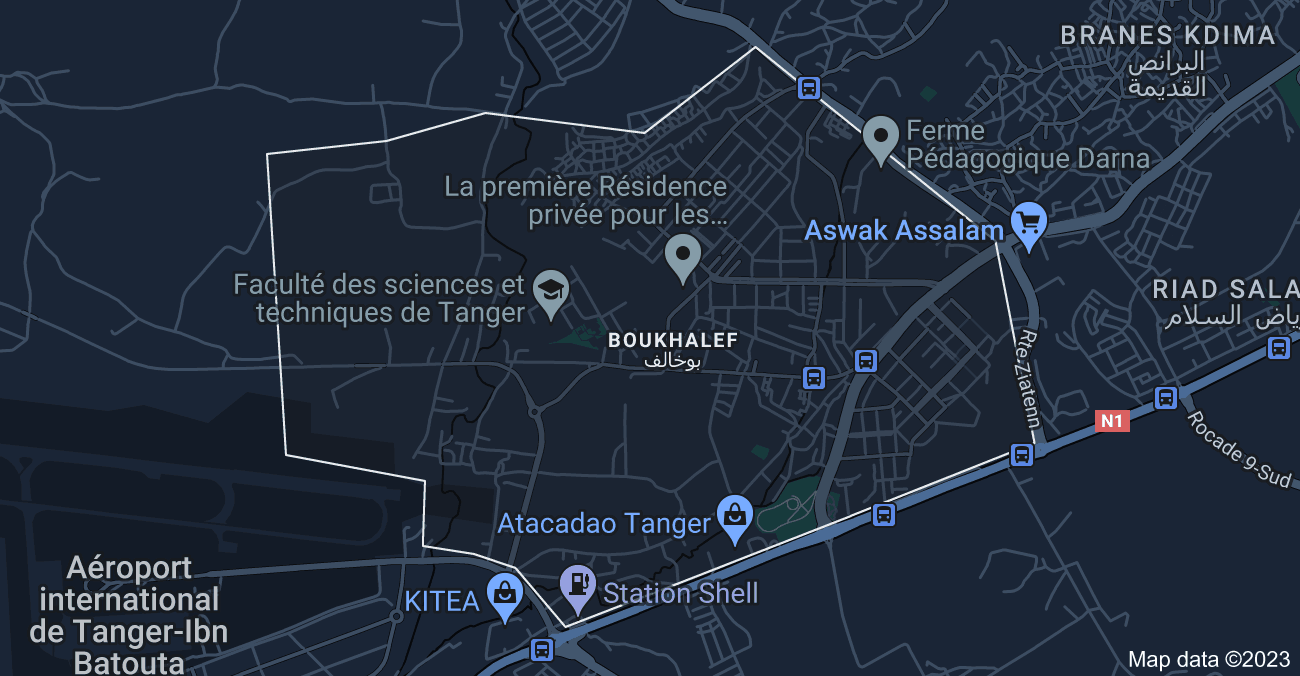 BRANES KDIMA
البرانص
القديمة
Ferme
Pédagogique Darna
La première Résidence
privée pour les...
Aswak Assalam
Faculté des sciences et
techniques de Tanger
RIAD SALA
ياض السلام
BOUKHALEF
بوخالف
Rte Ziatenn
N1
Rocade 9-Sud
Atacadao Tanger
Aéroport
international
de Tanger-Ibn
Batouta
KITEA
Station Shell
Map data ©2023